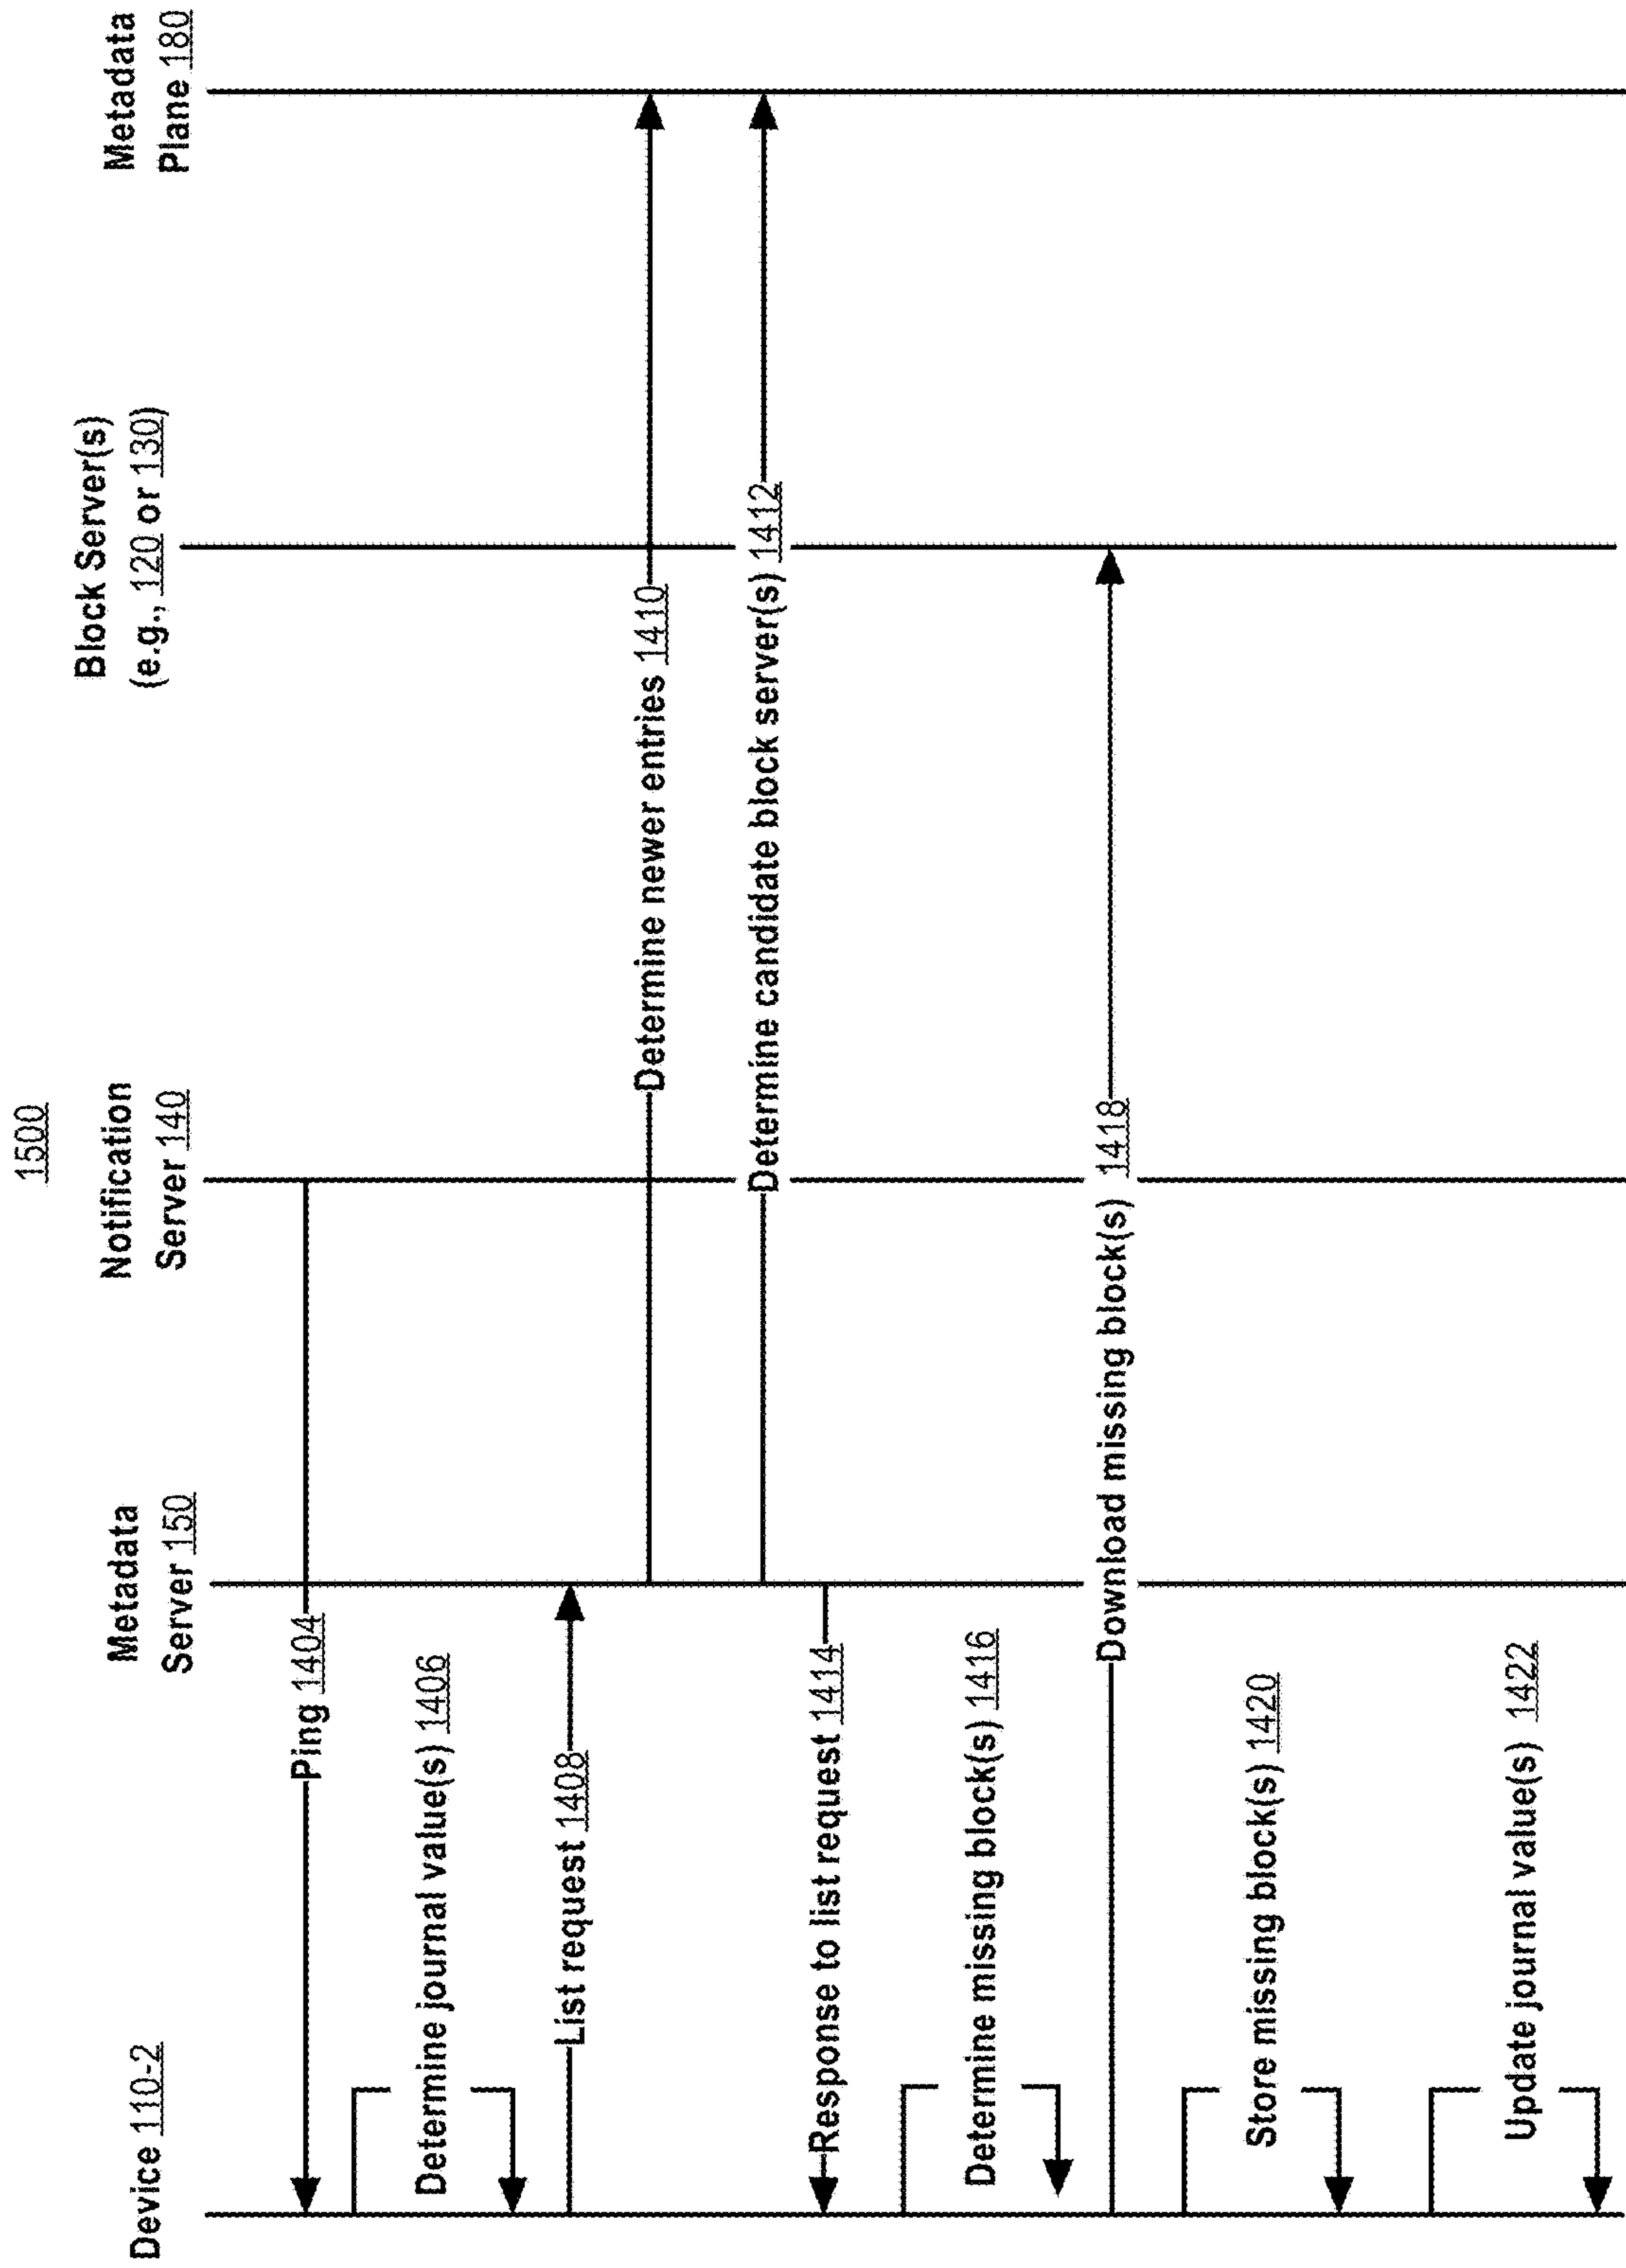 1500
Device 110-2
Metadata
Server 150
Notification
Server 140
Block Server(s)
(e.g., 120 or 130)
Metadata
Plane 180
Ping 1404
Determine journal value(s) 1406
List request 1408
Determine newer entries 1410
Determine candidate block server(s) 1412
Response to list request 1414
Determine missing block(s) 1416
Download missing block(s) 1418
Store missing block(s) 1420
Update journal value(s) 1422